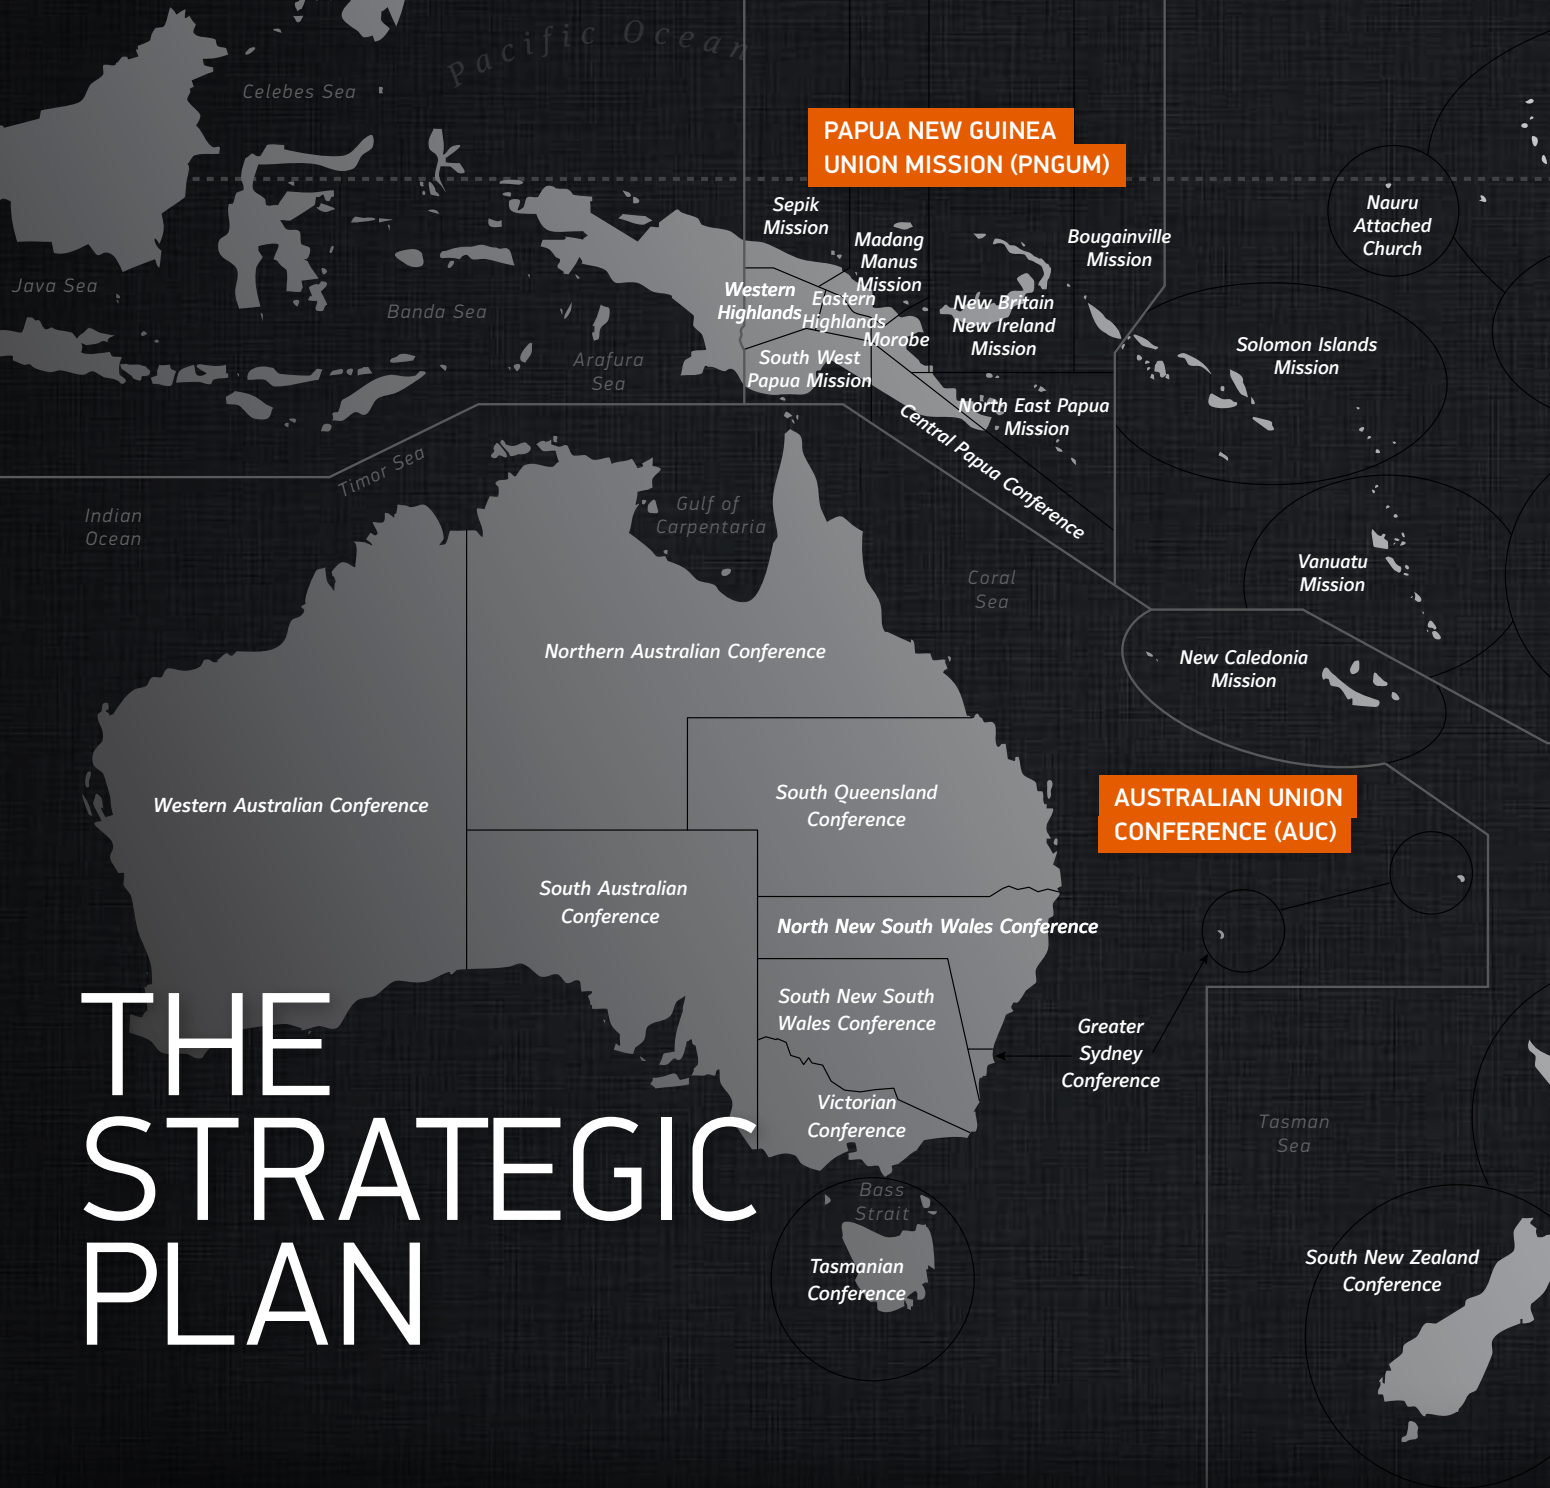 Pacific Ocean
Celebes Sea
PAPUA NEW GUINEA
UNION MISSION (PNGUM)
Sepik
Mission
Madang
Manus
Mission
Bougainville
Mission
Nauru
Attached
Church
Java Sea
Banda Sea
Western
Highlands
Eastern
Highlands
New Britain
New Ireland
Mission
Morobe
Arafura
Sea
South West
Papua Mission
Solomon Islands
Mission
North East Papua
Mission
Central Papua Conference
Timor Sea
Indian
Ocean
Gulf of
Carpentaria
Coral
Sea
Vanuatu
Mission
Northern Australian Conference
New Caledonia
Mission
Western Australian Conference
South Queensland
Conference
AUSTRALIAN UNION
CONFERENCE (AUC)
South Australian
Conference
North New South Wales Conference
South New South
Wales Conference
Greater
Sydney
Conference
Victorian
Conference
Tasman
Sea
Bass
Strait
Tasmanian
Conference
South New Zealand
Conference
THE
STRATEGIC
PLAN